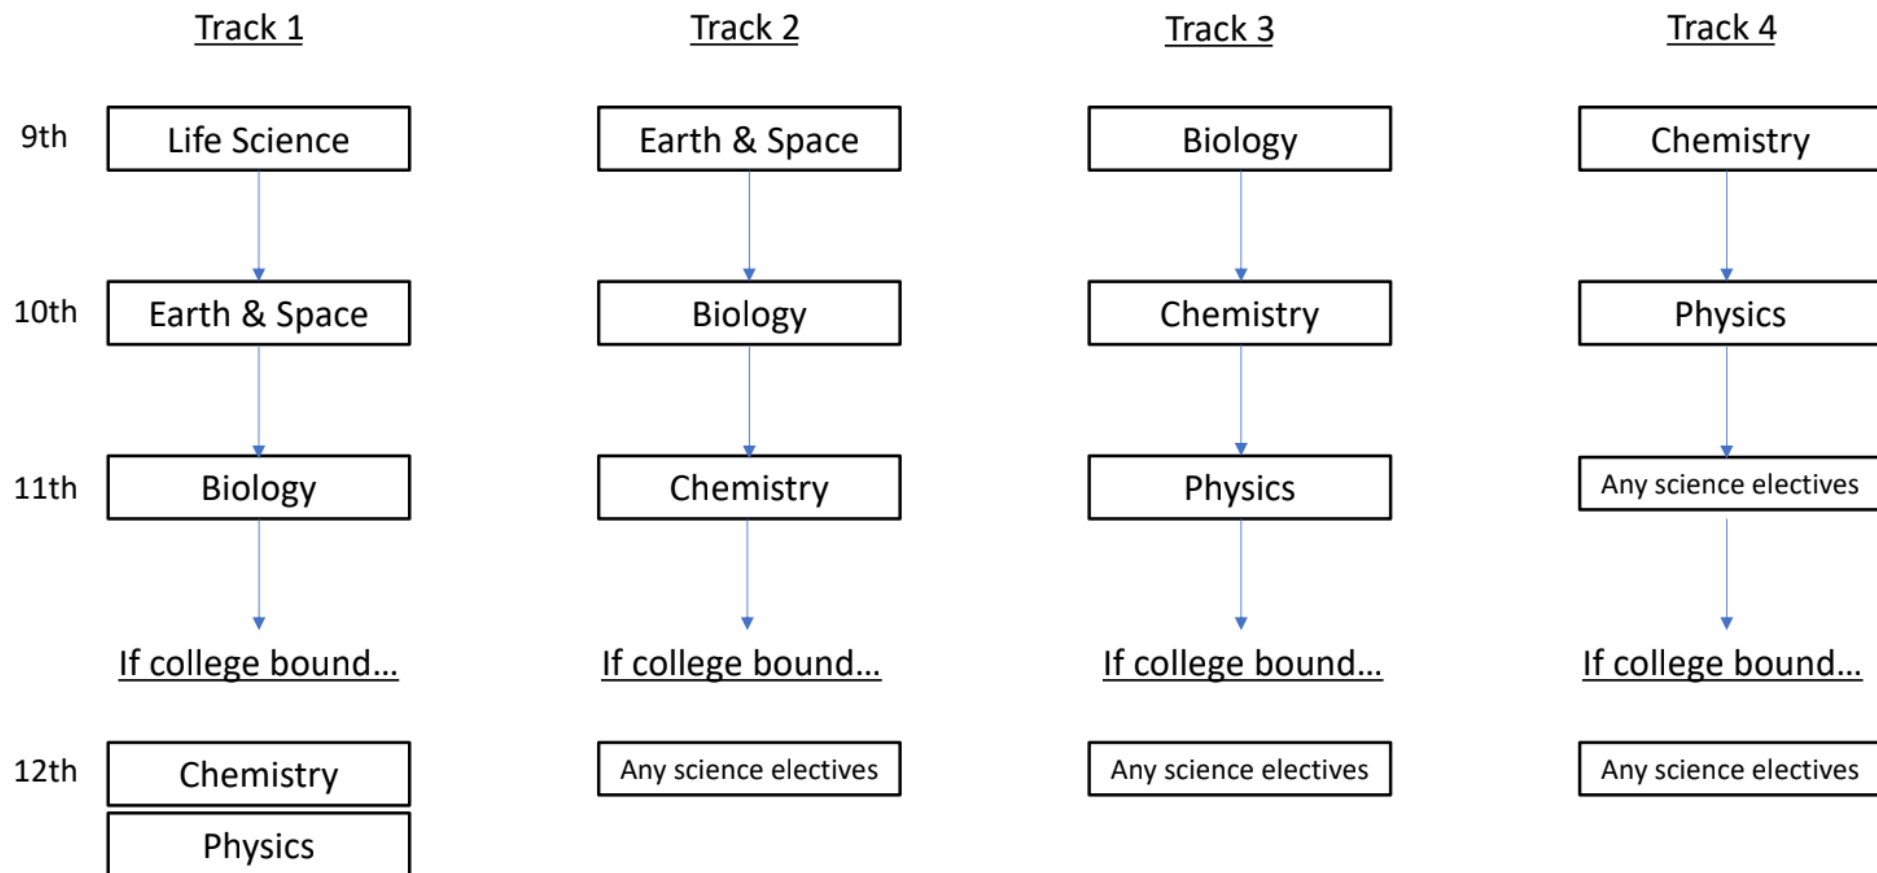 Track 1 Track 2 Track 3 Track 4
9th Life Science Earth & Space Biology Chemistry
10th Earth & Space Biology Chemistry Physics
11th Biology Chemistry Physics Any science electives
If college bound... If college bound... If college bound... If college bound...
12th Chemistry Any science electives Any science electives Any science electives
Physics